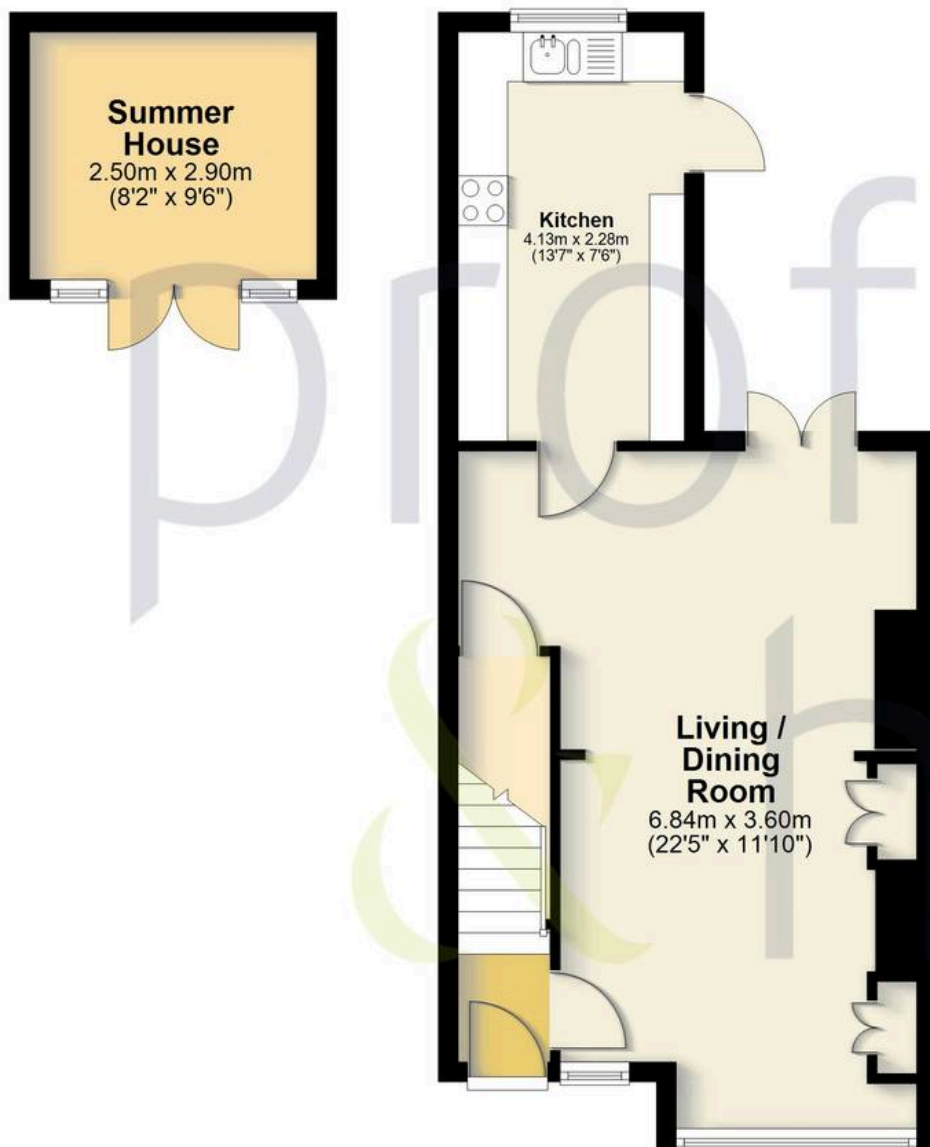 Summer
House
2.50m x 2.90m
(8'2" x 9'6")
Kitchen
4.13m x 2.28m
(13'7" x 7'6")
Living /
Dining
Room
6.84m x 3.60m
(22'5" x 11'10")
prof
& h